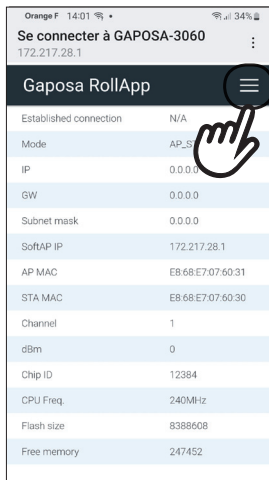 Orange F 14:01 34%
Se connecter à GAPOSA-3060
172.217.28.1
Gaposa RollApp
Established connection N/A
Mode
IP 0.0.0.0
GW 0.0.0.0
Subnet mask 0.0.0.0
SoftAP IP 172.217.28.1
AP MAC E8:68:E7:07:60:31
STA MAC E8:68:E7:07:60:30
Channel 1
dBm 0
Chip ID 12384
CPU Freq. 240MHz
Flash size 8388608
Free memory 247452